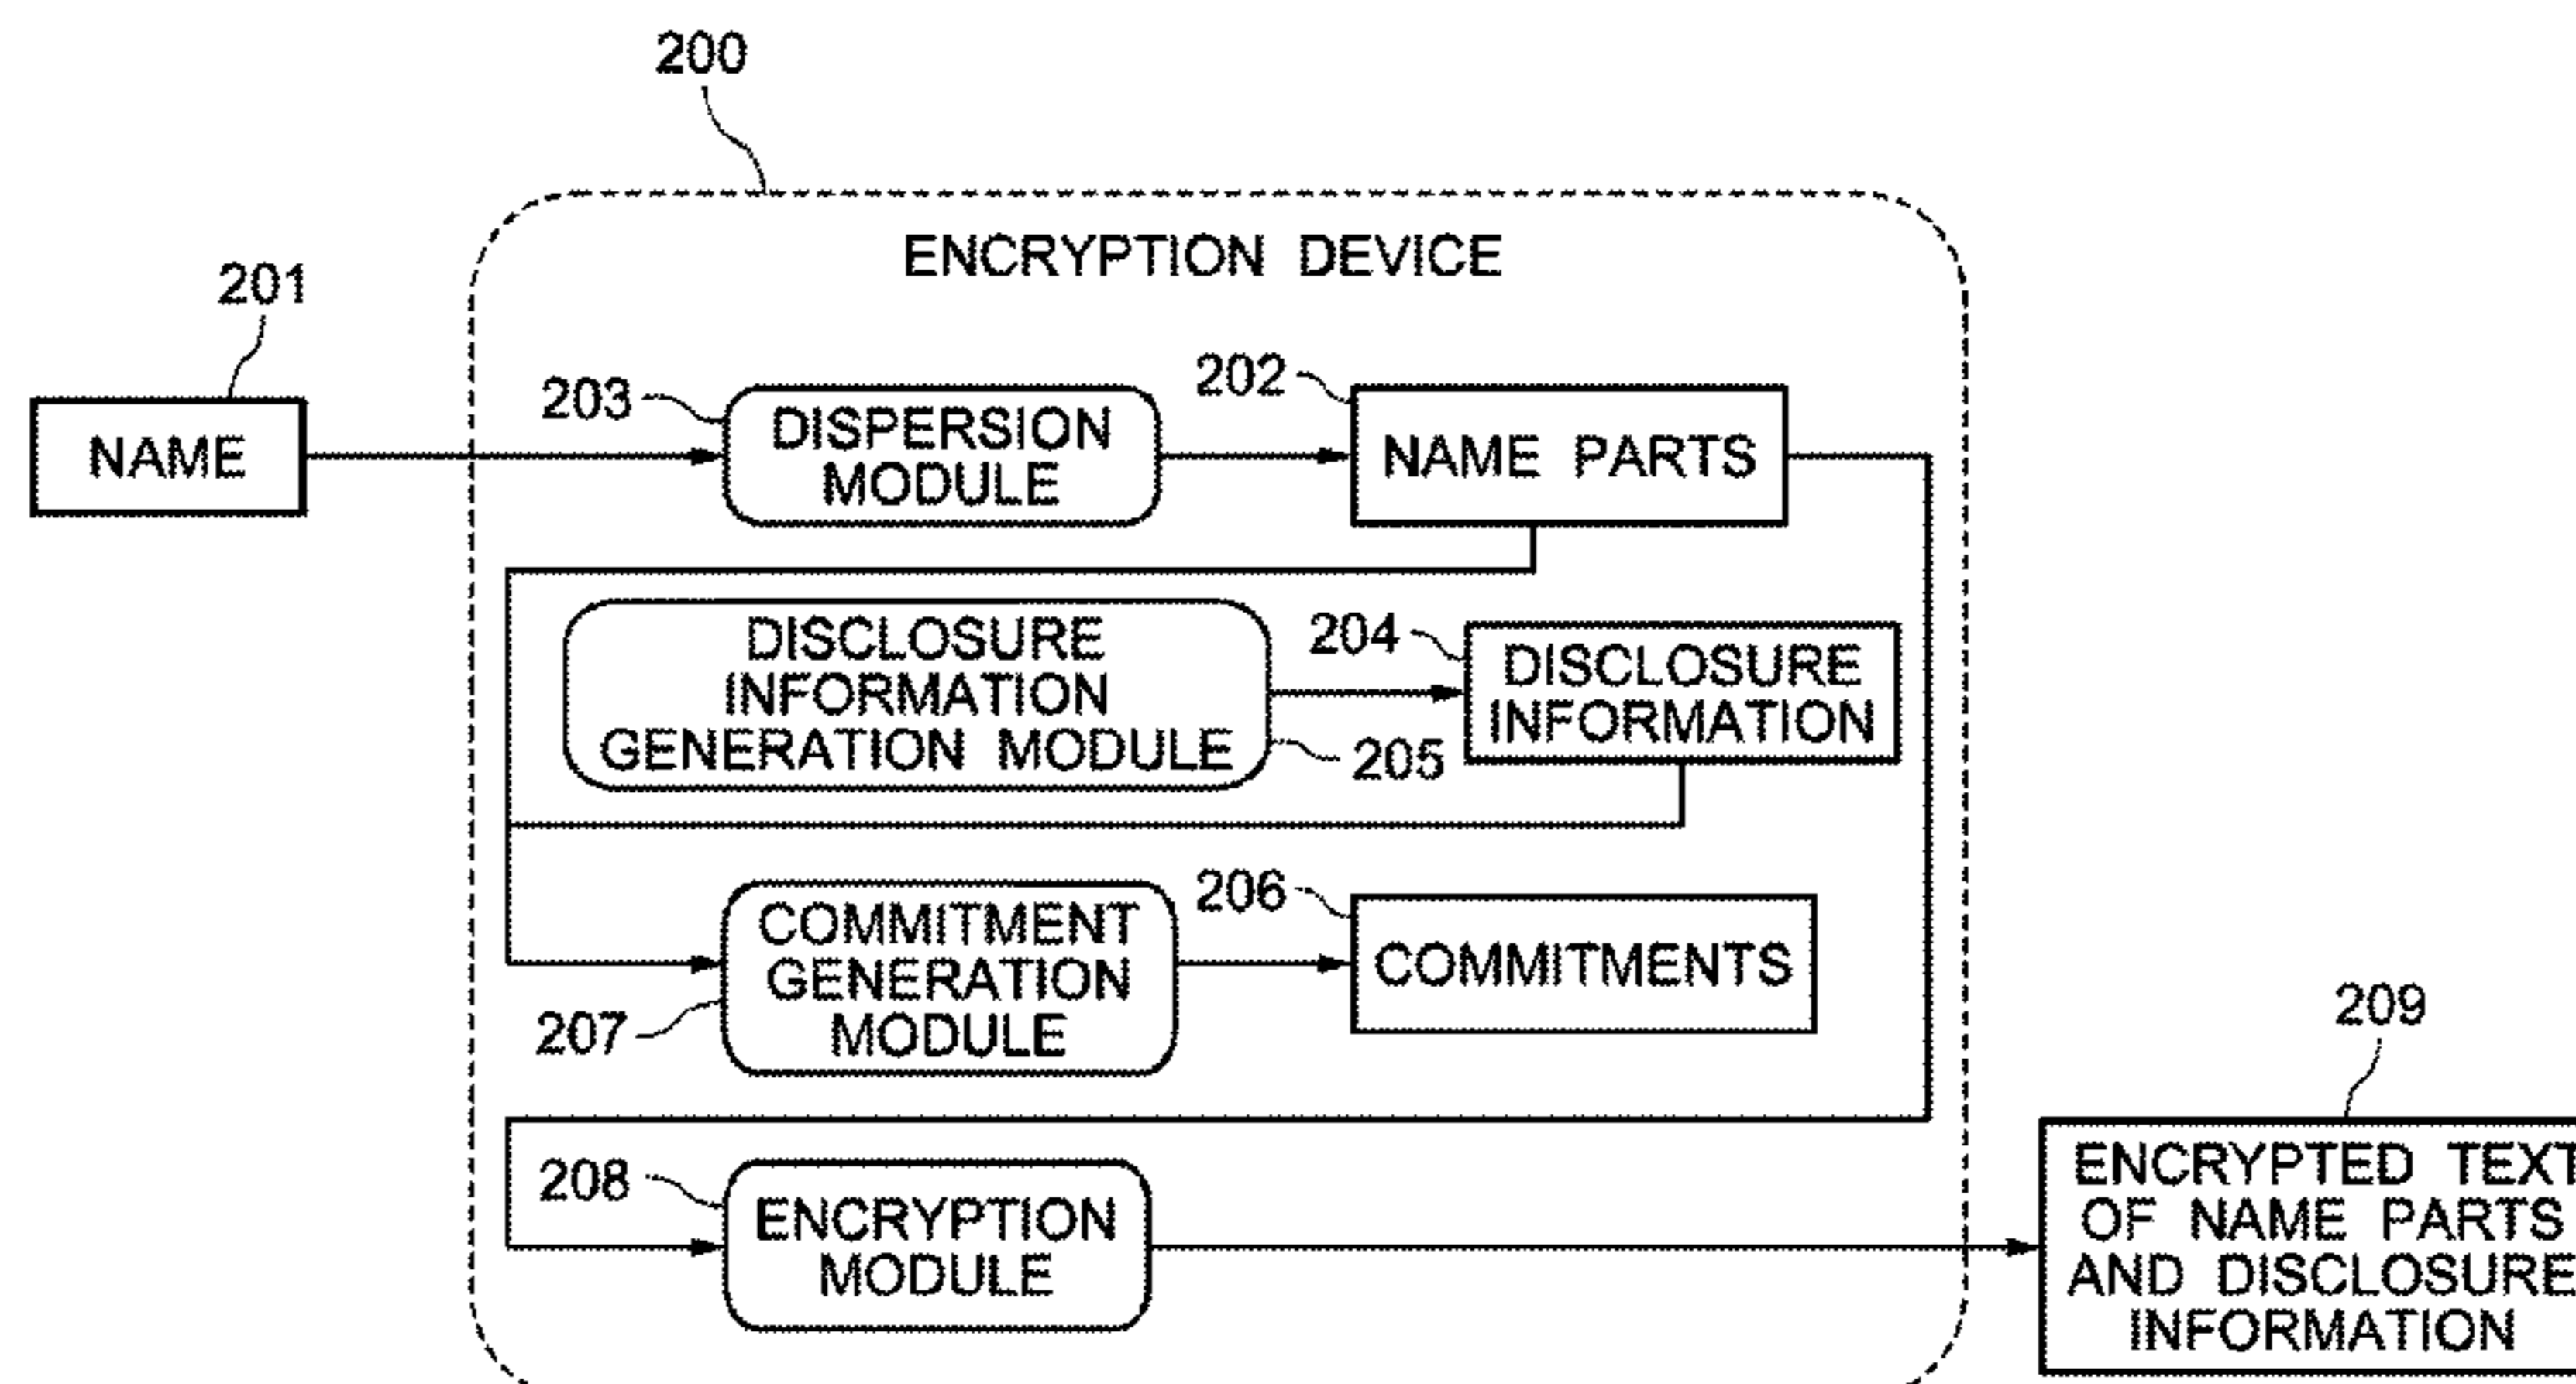 200
ENCRYPTION DEVICE
201
NAME
203
DISPERSION
MODULE
202
NAME PARTS
DISCLOSURE
INFORMATION
GENERATION MODULE
205
204
DISCLOSURE
INFORMATION
207
COMMITMENT
GENERATION
MODULE
206
COMMITMENTS
208
ENCRYPTION
MODULE
209
ENCRYPTED TEXT
OF NAME PARTS
AND DISCLOSURE
INFORMATION